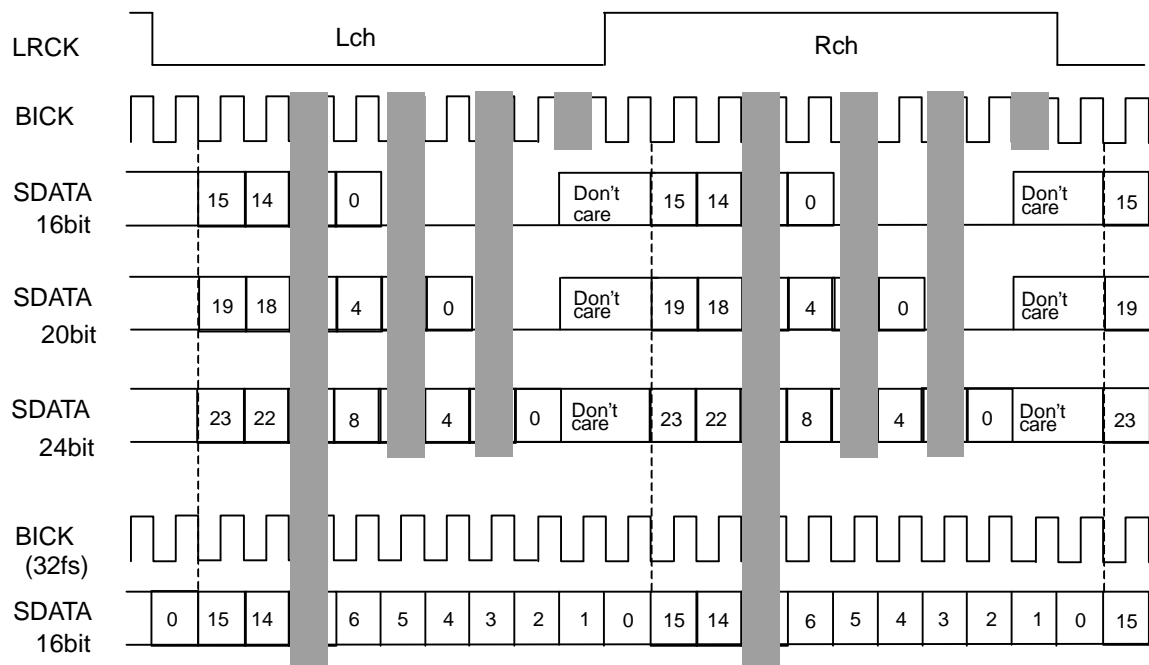 LRCK Lch Rch
BICK
SDATA 15 14 0 Don't care 15 14 0 Don't care 15
16bit
SDATA 19 18 4 0 Don't care 19 18 4 0 Don't care 19
20bit
SDATA 23 22 8 4 0 Don't care 23 22 8 4 0 Don't care 23
24bit
BICK
(32fs)
SDATA 0 15 14 6 5 4 3 2 1 0 15 14 6 5 4 3 2 1 0 15
16bit